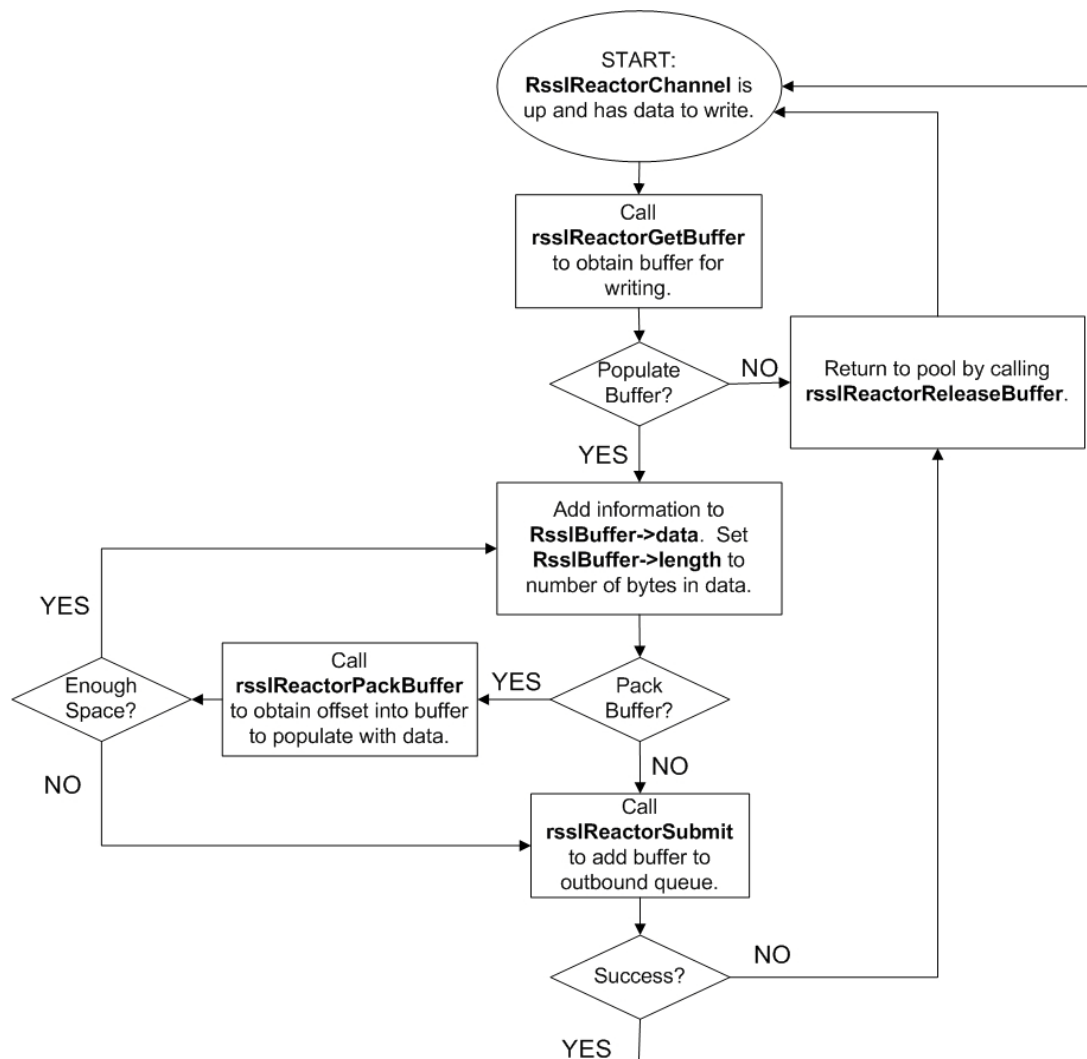 START:
RsslReactorChannel is
up and has data to write.
Call
rsslReactorGetBuffer
to obtain buffer for
writing.
Populate
Buffer?
NO
Return to pool by calling
rsslReactorReleaseBuffer.
YES
Add information to
RsslBuffer->data.  Set
RsslBuffer->length to
number of bytes in data.
YES
Enough
Space?
Call
rsslReactorPackBuffer
to obtain offset into buffer
to populate with data.
YES
Pack
Buffer?
NO
NO
Call
rsslReactorSubmit
to add buffer to
outbound queue.
Success?
NO
YES